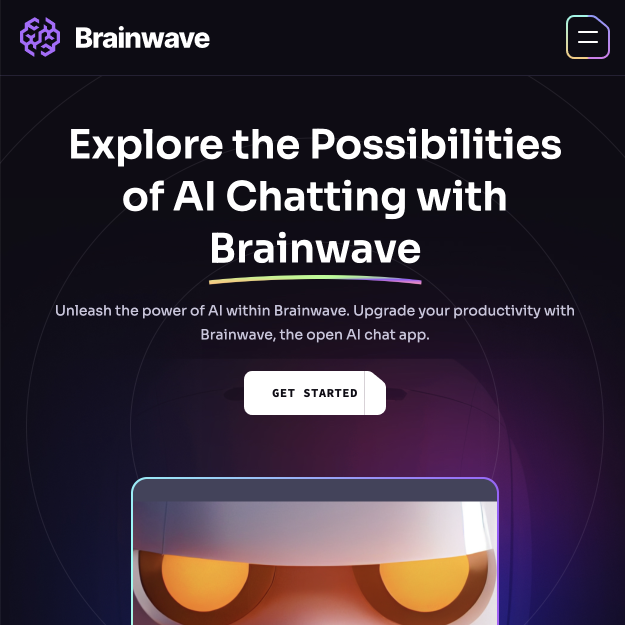 Brainwave
Explore the Possibilities
of AI Chatting with
Brainwave
Unleash the power of AI within Brainwave. Upgrade your productivity with
Brainwave, the open AI chat app.
GET STARTED